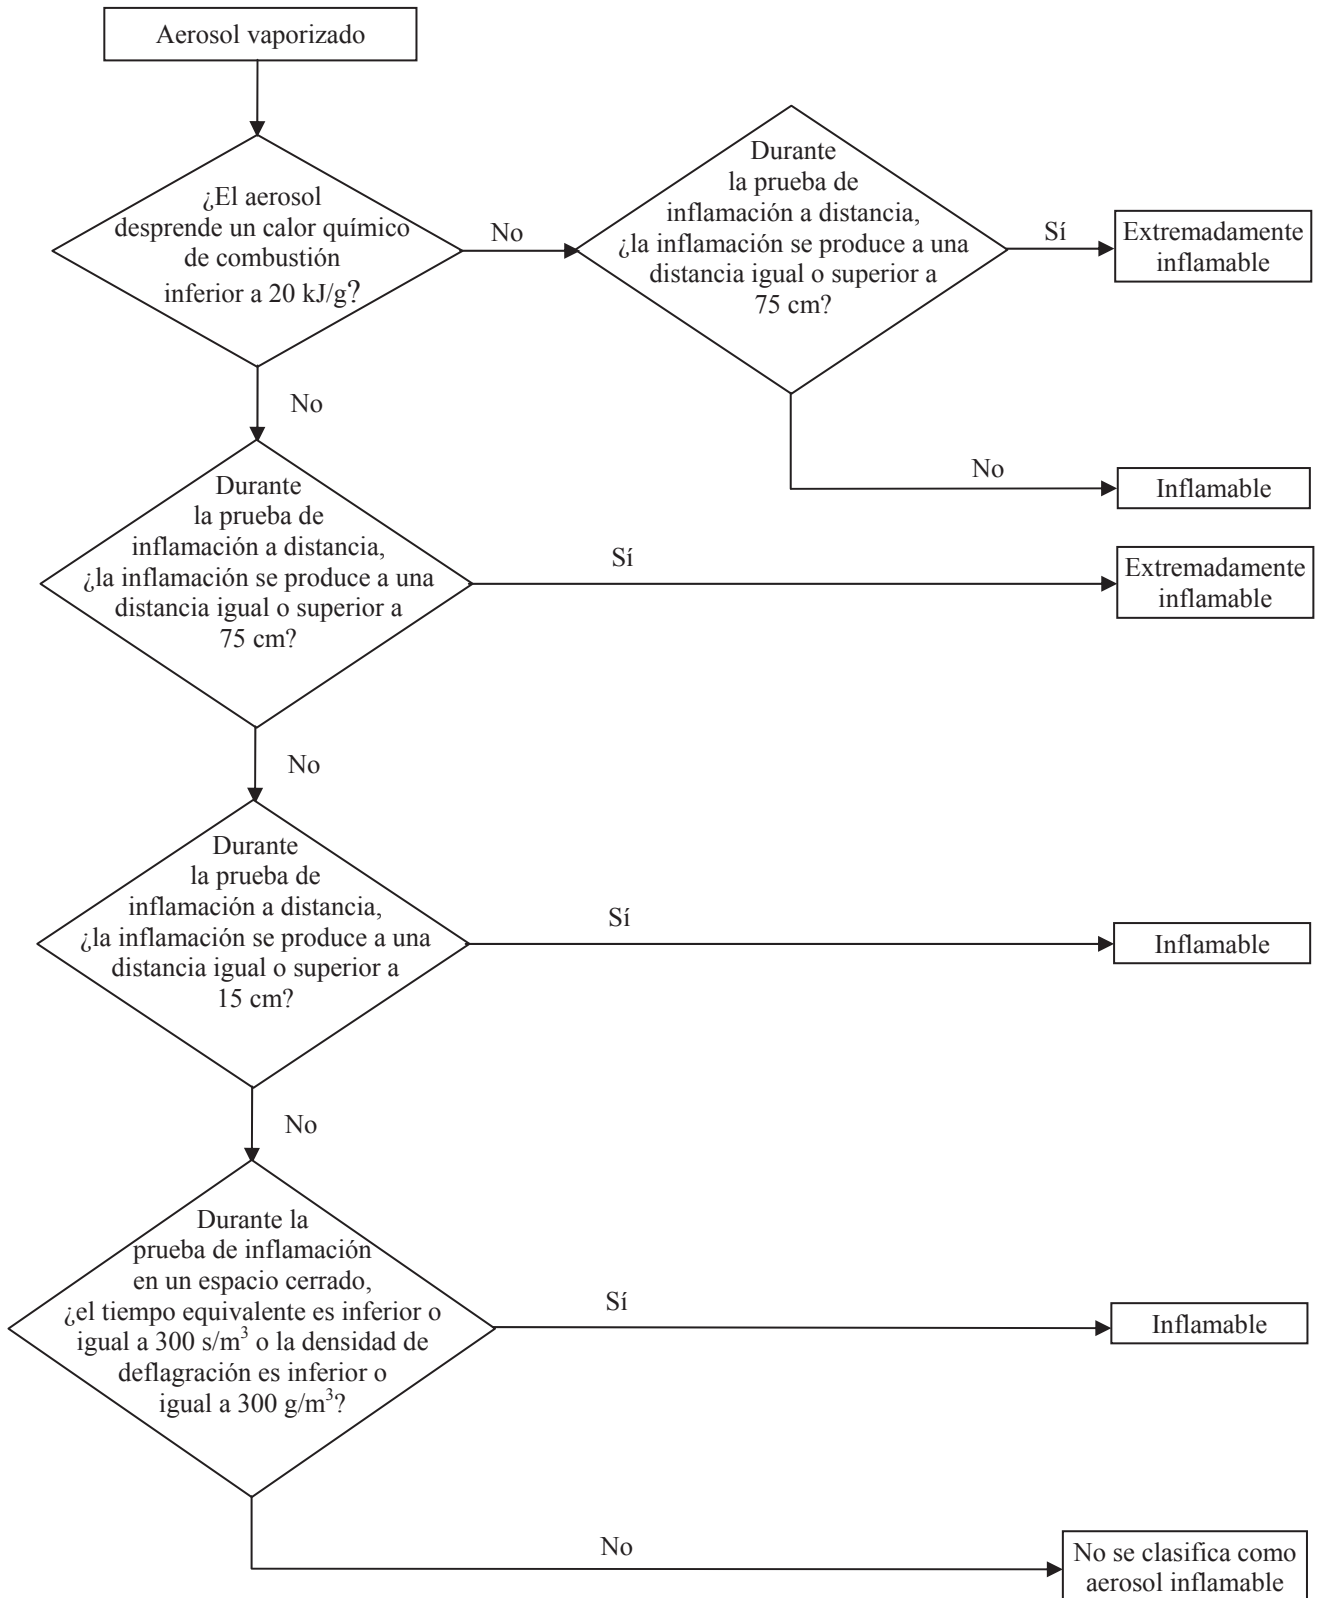 Aerosol vaporizado
¿El aerosol
desprende un calor químico
de combustión
inferior a 20 kJ/g?
No
Durante
la prueba de
inflamación a distancia,
¿la inflamación se produce a una
distancia igual o superior a
75 cm?
Sí
Extremadamente
inflamable
No
Inflamable
No
Durante
la prueba de
inflamación a distancia,
¿la inflamación se produce a una
distancia igual o superior a
75 cm?
Sí
Extremadamente
inflamable
No
Durante
la prueba de
inflamación a distancia,
¿la inflamación se produce a una
distancia igual o superior a
15 cm?
Sí
Inflamable
No
Durante la
prueba de inflamación
en un espacio cerrado,
¿el tiempo equivalente es inferior o
igual a 300 s/m³ o la densidad de
deflagración es inferior o
igual a 300 g/m³?
Sí
Inflamable
No
No se clasifica como
aerosol inflamable